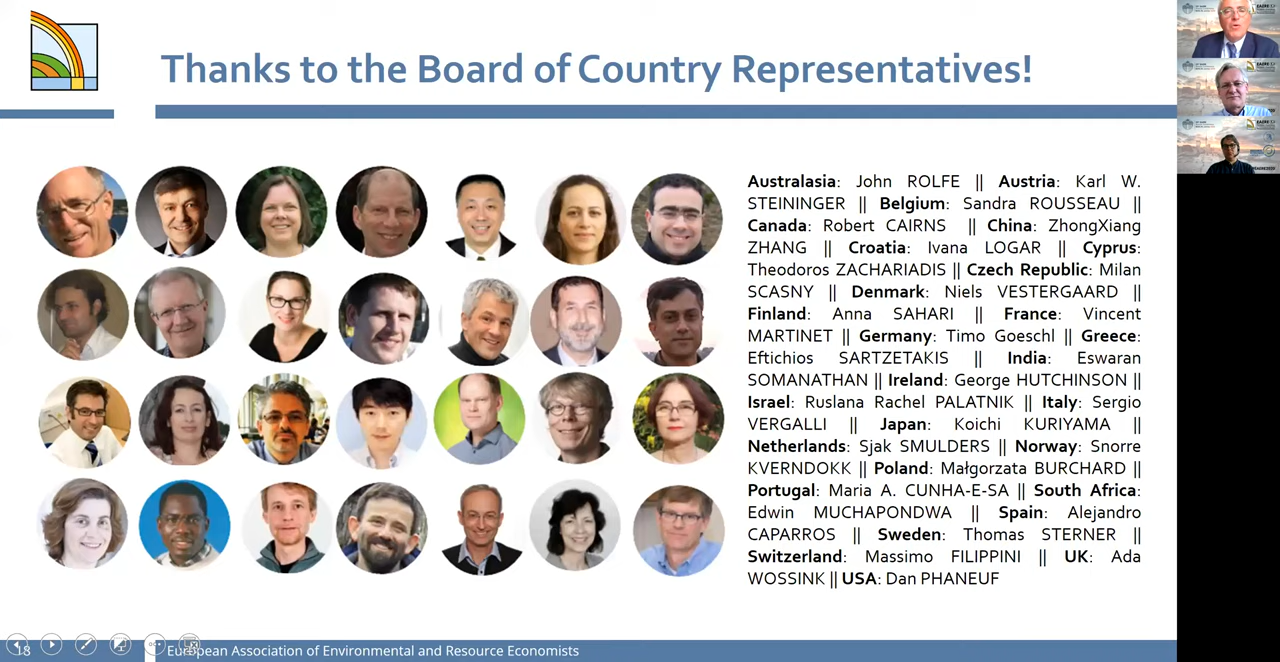 Thanks to the Board of Country Representatives!
Australasia: John ROLFE || Austria: Karl W.
STEININGER || Belgium: Sandra ROUSSEAU ||
Canada: Robert CAIRNS || China: ZhongXiang
ZHANG || Croatia: Ivana LOGAR || Cyprus:
Theodoros ZACHARIADIS || Czech Republic: Milan
SCASNY || Denmark: Niels VESTERGAARD ||
Finland: Anna SAHARI || France: Vincent
MARTINET || Germany: Timo Goeschl || Greece:
Eftichios SARTZETAKIS || India: Eswaran
SOMANATHAN || Ireland: George HUTCHINSON ||
Israel: Ruslana Rachel PALATNIK || Italy: Sergio
VERGALLI || Japan: Koichi KURIYAMA ||
Netherlands: Sjak SMULDERS || Norway: Snorre
KVERNDOKK || Poland: Małgorzata BURCHARD ||
Portugal: Maria A. CUNHA-E-SA || South Africa:
Edwin MUCHAPONDWA || Spain: Alejandro
CAPARROS || Sweden: Thomas STERNER ||
Switzerland: Massimo FILIPPINI || UK: Ada
WOSSINK || USA: Dan PHANEUF
18
European Association of Environmental and Resource Economists